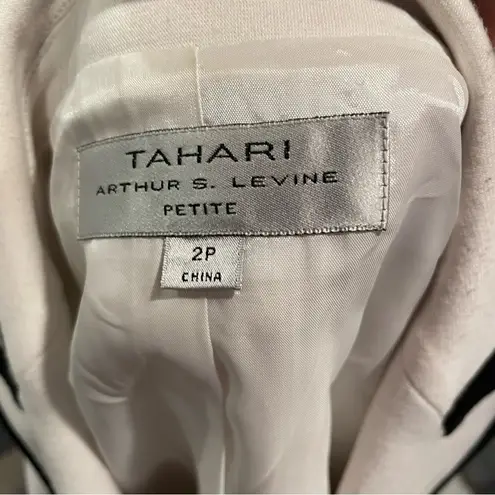 TAHARI
ARTHUR S. LEVINE
PETITE
2P
CHINA